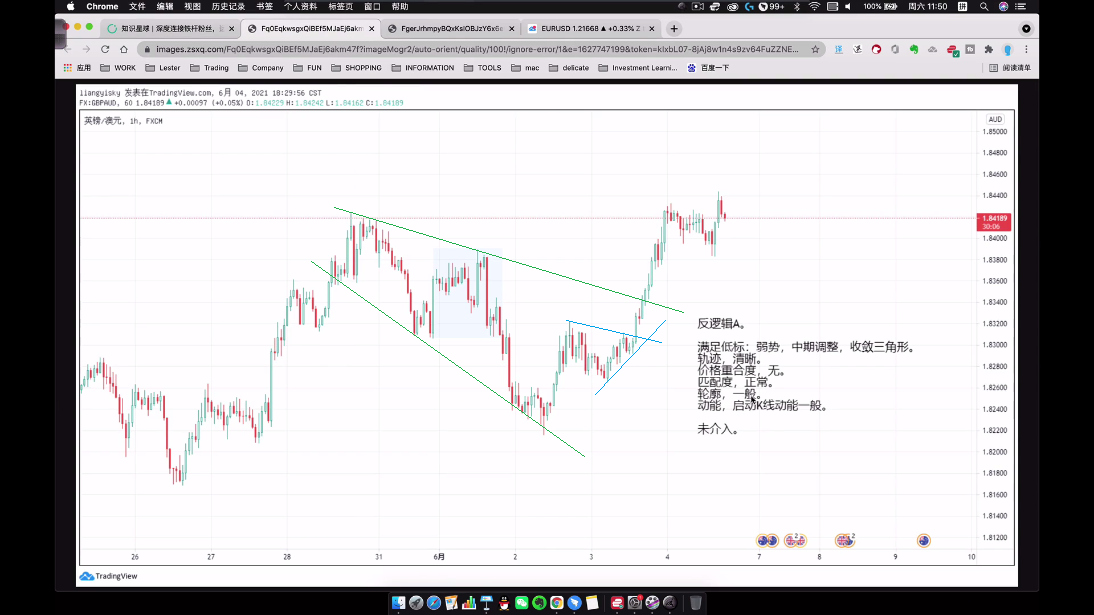 Chrome 文件 编辑 视图 历史记录 书签 个人资料 标签页 窗口 帮助 99+ 100% 拼 周六 11:50
知识星球 | 深度连接铁杆粉丝, Fq0EqkwsgxQiBEf5MJaEj6akm FgerJrhmpyBQxKsIOBJzY6x6e EURUSD 1.21668 ▲ +0.33% Z
images.zsxq.com/Fq0EqkwsgxQiBEf5MJaEj6akm47f?imageMogr2/auto-orient/quality/100!/ignore-error/1&e=1627747199&token=kIxbL07-8jAj8w1n4s9zv64FuZZNE...
应用 WORK Lester Trading Company FUN SHOPPING INFORMATION TOOLS mac delicate Investment Learni... 百度一下 阅读清单
liangyisky 发表在TradingView.com, 6月 04, 2021 18:29:56 CST
FX:GBPAUD, 60 1.84189 ▲ +0.00097 (+0.05%) O:1.84229 H:1.84242 L:1.84162 C:1.84189
英镑/澳元, 1h, FXCM
AUD
1.85000
1.84800
1.84600
1.84400
1.84189
30:06
1.84000
1.83800
1.83600
1.83400
1.83200
1.83000
1.82800
1.82600
1.82400
1.82200
1.82000
1.81800
1.81600
1.81400
1.81200
反逻辑A。
满足低标：弱势，中期调整，收敛三角形。
轨迹，清晰。
价格重合度，无。
匹配度，正常。
轮廓，一般。
动能，启动K线动能一般。
未介入。
26 27 28 31 6月 2 3 4 7 8 9 10
TradingView